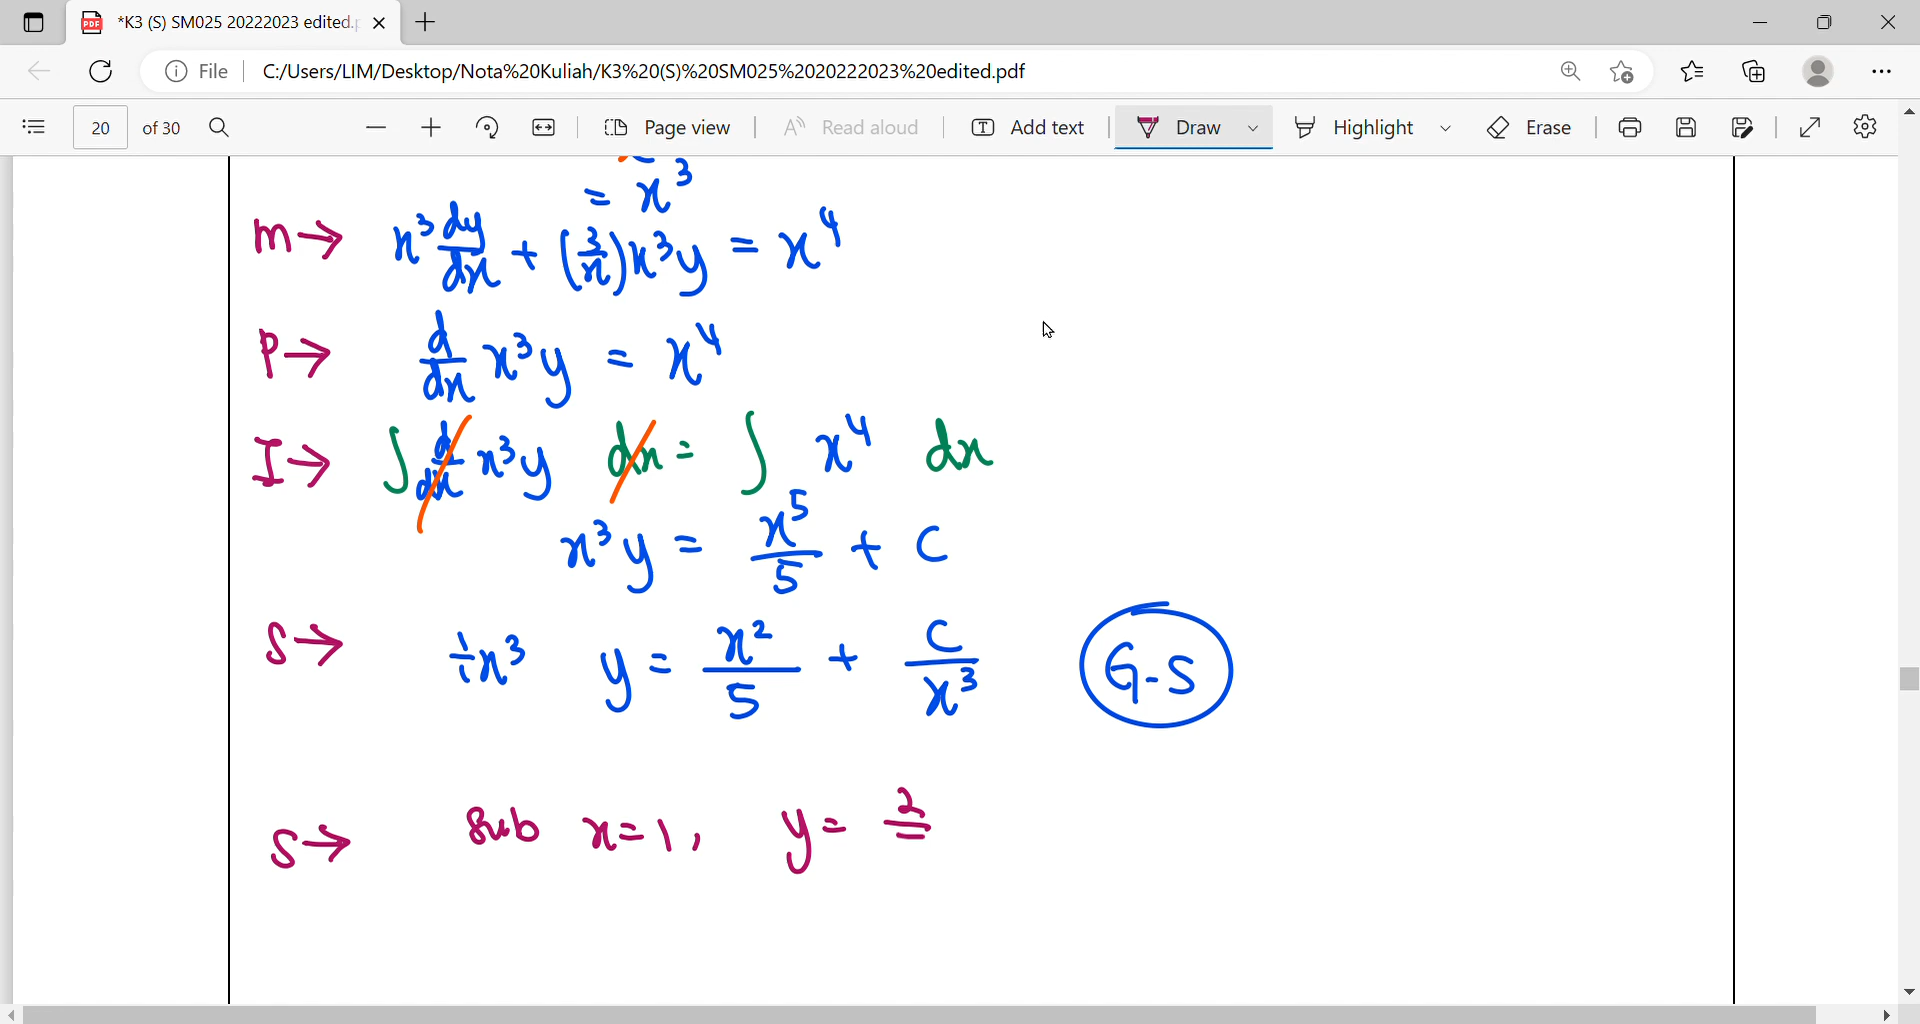 *K3 (S) SM025 20222023 edited.p
File C:/Users/LIM/Desktop/Nota%20Kuliah/K3%20(S)%20SM025%2020222023%20edited.pdf
20 of 30 Page view Read aloud Add text Draw Highlight Erase
= x³
M→ x³ dy/dx + (3/x)x³y = x⁴
P→ d/dx x³y = x⁴
I→ ∫ d/dx x³y dx = ∫ x⁴ dx
x³y = x⁵/5 + C
S→ ÷x³ y = x²/5 + C/x³ G.S
S→ Sub x=1, y= 2